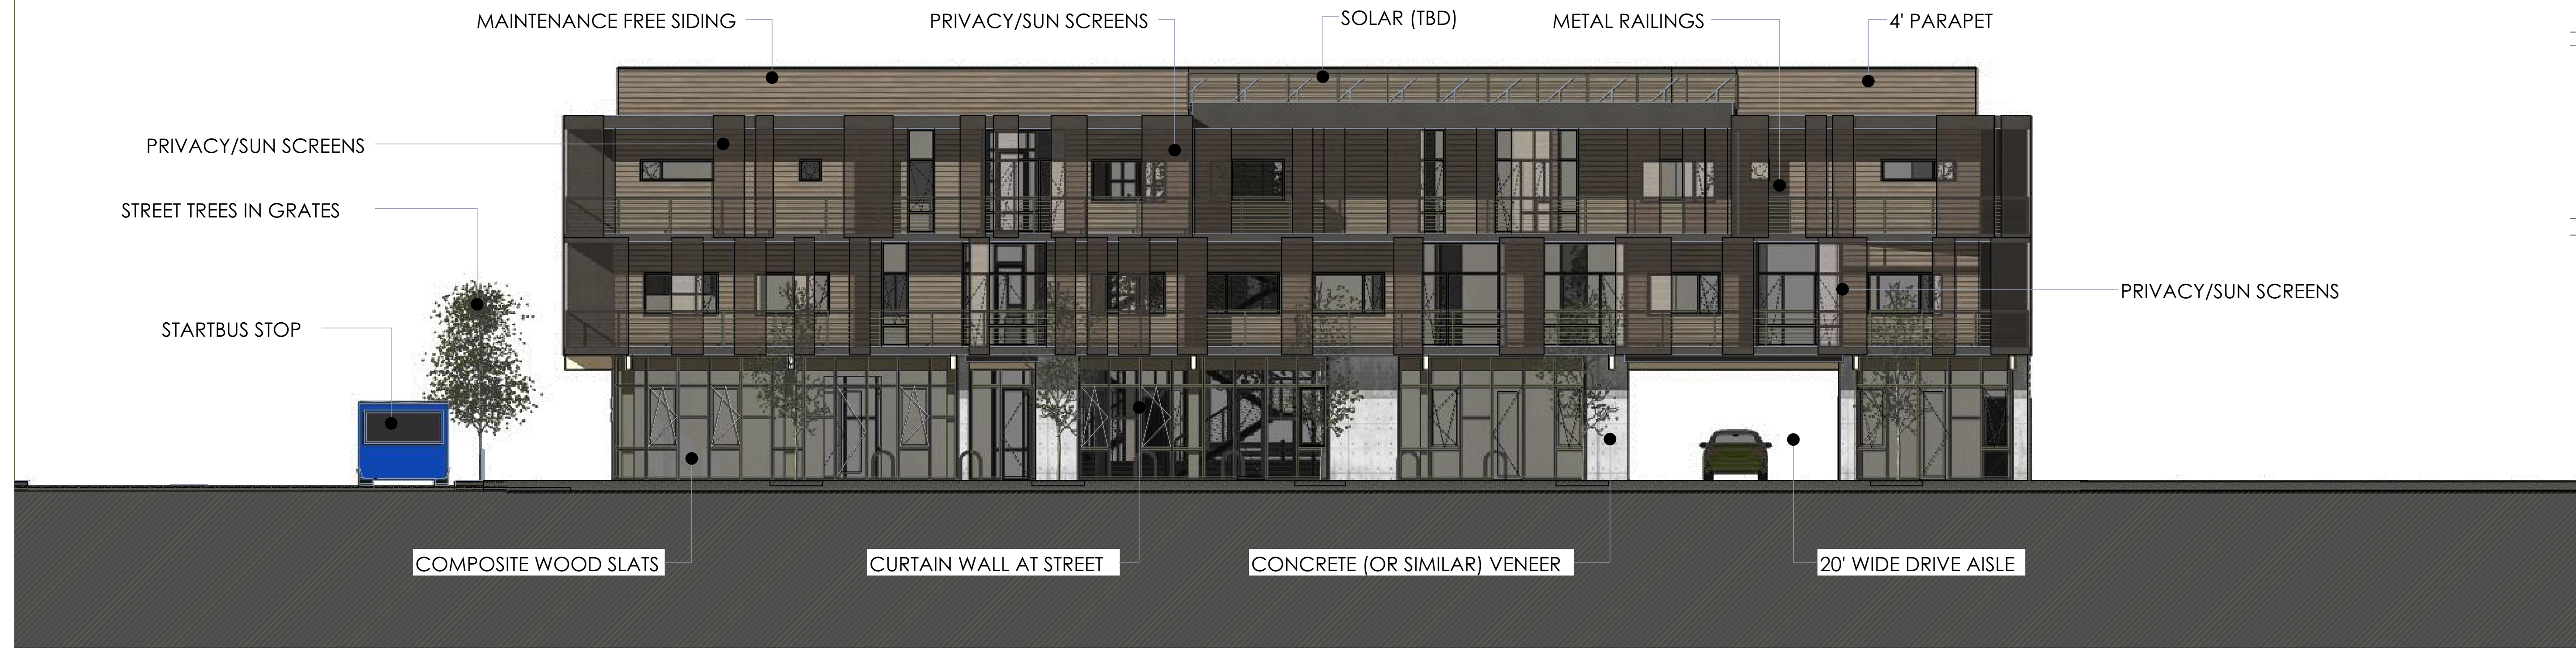 MAINTENANCE FREE SIDING
PRIVACY/SUN SCREENS
SOLAR (TBD)
METAL RAILINGS
4' PARAPET
PRIVACY/SUN SCREENS
STREET TREES IN GRATES
PRIVACY/SUN SCREENS
STARTBUS STOP
COMPOSITE WOOD SLATS
CURTAIN WALL AT STREET
CONCRETE (OR SIMILAR) VENEER
20' WIDE DRIVE AISLE